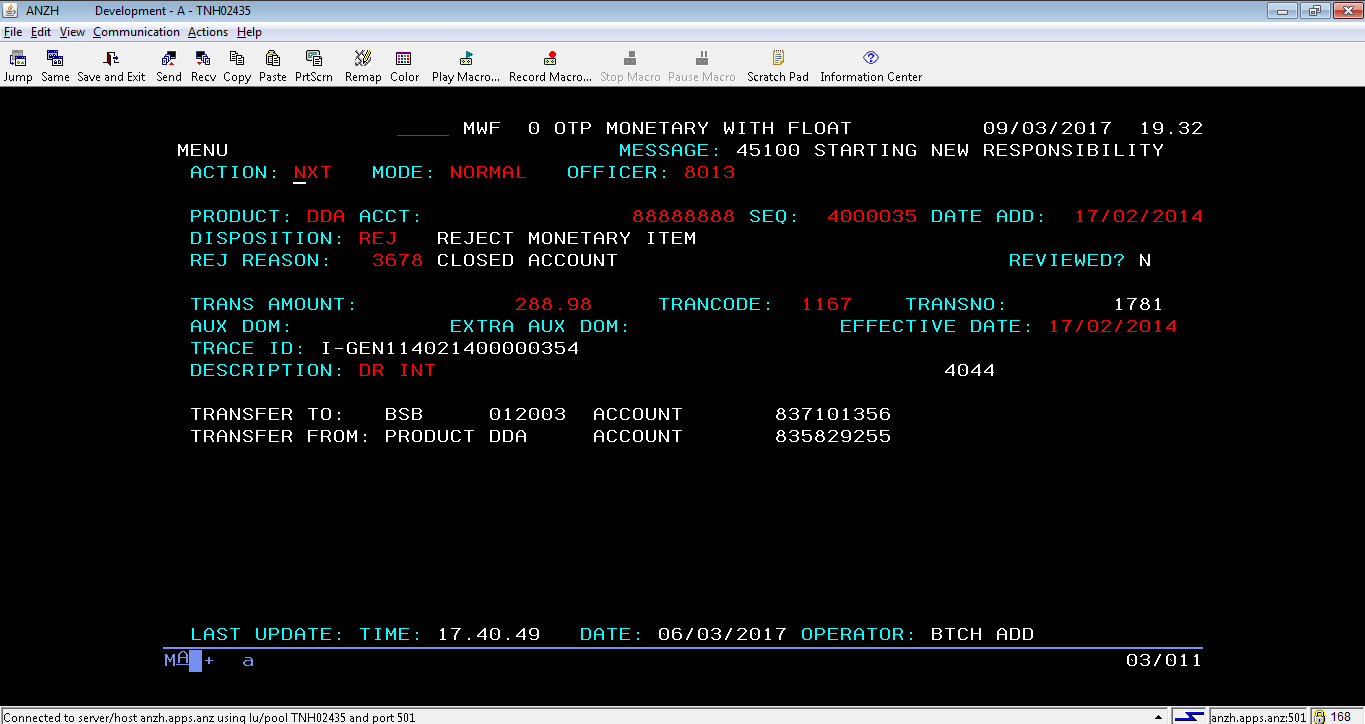 ANZH Development - A - TNH02435
File Edit View Communication Actions Help
Jump Same Save and Exit Send Recv Copy Paste PrtScrn Remap Color Play Macro... Record Macro... Stop Macro Pause Macro Scratch Pad Information Center
_____ MWF 0 OTP MONETARY WITH FLOAT 09/03/2017 19.32
MENU MESSAGE: 45100 STARTING NEW RESPONSIBILITY
ACTION: NXT MODE: NORMAL OFFICER: 8013
PRODUCT: DDA ACCT: 88888888 SEQ: 4000035 DATE ADD: 17/02/2014
DISPOSITION: REJ REJECT MONETARY ITEM
REJ REASON: 3678 CLOSED ACCOUNT REVIEWED? N
TRANS AMOUNT: 288.98 TRANCODE: 1167 TRANSNO: 1781
AUX DOM: EXTRA AUX DOM: EFFECTIVE DATE: 17/02/2014
TRACE ID: I-GEN114021400000354
DESCRIPTION: DR INT 4044
TRANSFER TO: BSB 012003 ACCOUNT 837101356
TRANSFER FROM: PRODUCT DDA ACCOUNT 835829255
LAST UPDATE: TIME: 17.40.49 DATE: 06/03/2017 OPERATOR: BTCH ADD
MA + a 03/011
Connected to server/host anzh.apps.anz using lu/pool TNH02435 and port 501 anzh.apps.anz:501 168